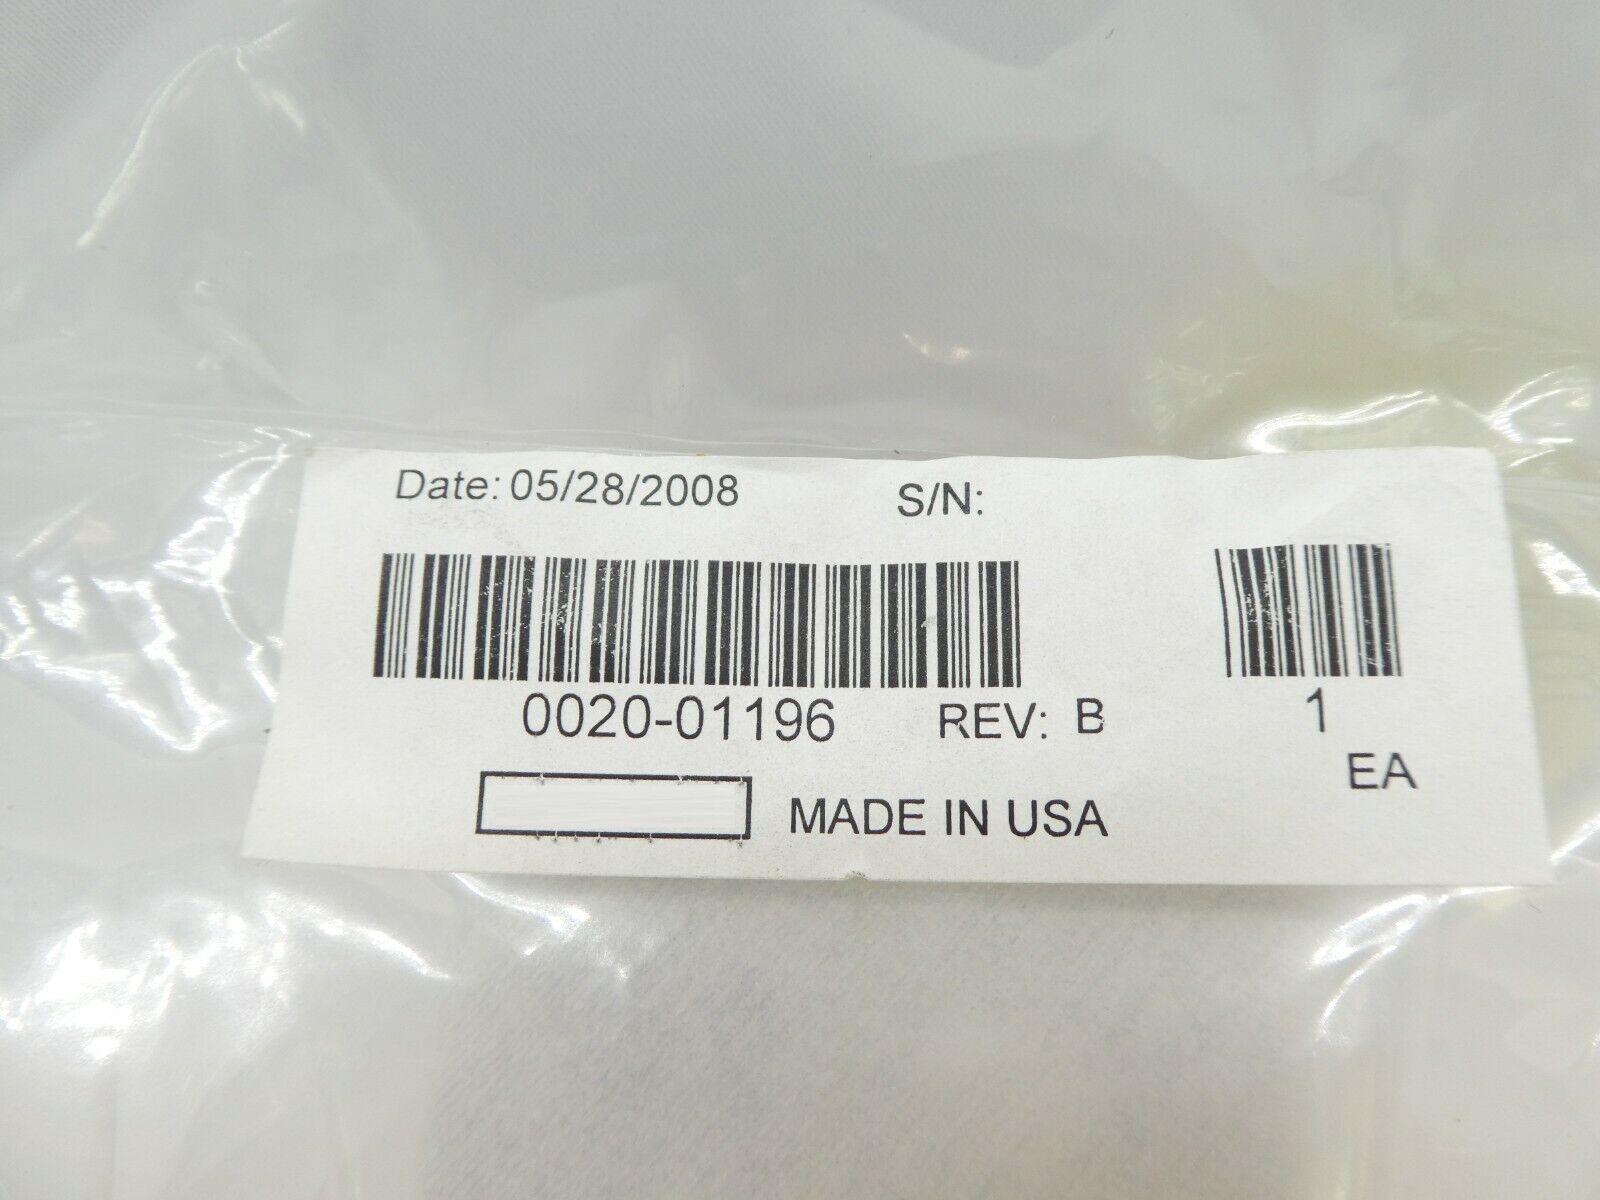 Date: 05/28/2008 S/N:
0020-01196 REV: B 1
EA
MADE IN USA